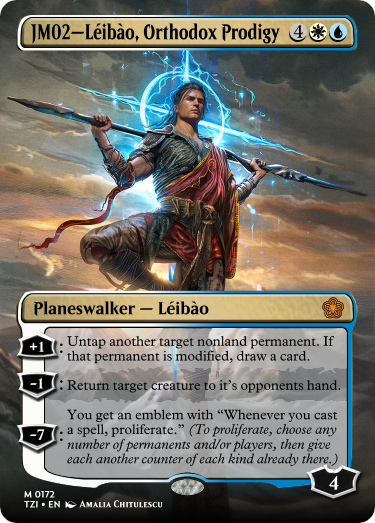 JM02—Léibào, Orthodox Prodigy 4
Planeswalker — Léibào
+1: Untap another target nonland permanent. If
that permanent is modified, draw a card.
-1: Return target creature to it's opponents hand.
-7: You get an emblem with “Whenever you cast
a spell, proliferate.” (To proliferate, choose any
number of permanents and/or players, then give
each another counter of each kind already there.)
4
M 0172
TZI • EN Amalia Chitulescu